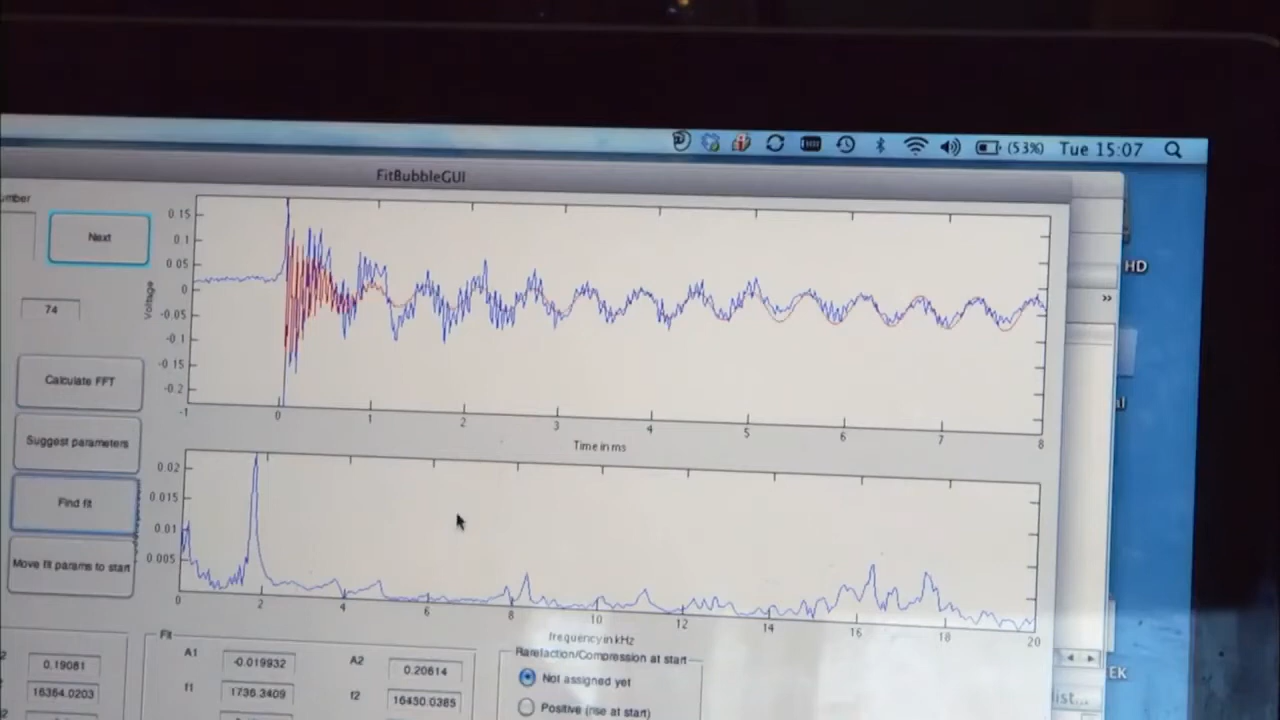 (53%) Tue 15:07
FitBubbleGUI
HD
Next
74
Calculate FFT
Suggest parameters
Find fit
Move fit params to start
Voltage
0.15
0.1
0.05
0
-0.05
-0.1
-0.15
-0.2
-1 0 1 2 3 4 5 6 7 8
Time in ms
0.02
0.015
0.01
0.005
0 2 4 6 8 10 12 14 16 18 20
frequency in kHz
Fit
A1 -0.019932 A2 0.20614
f1 1736.3409 f2 16450.0385
0.19081
16384.0203
Rarefaction/Compression at start
Not assigned yet
Positive (rise at start)